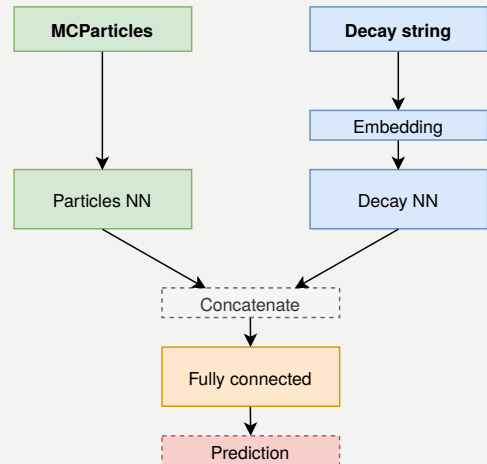 MCParticles
Decay string
Embedding
Particles NN
Decay NN
Concatenate
Fully connected
Prediction